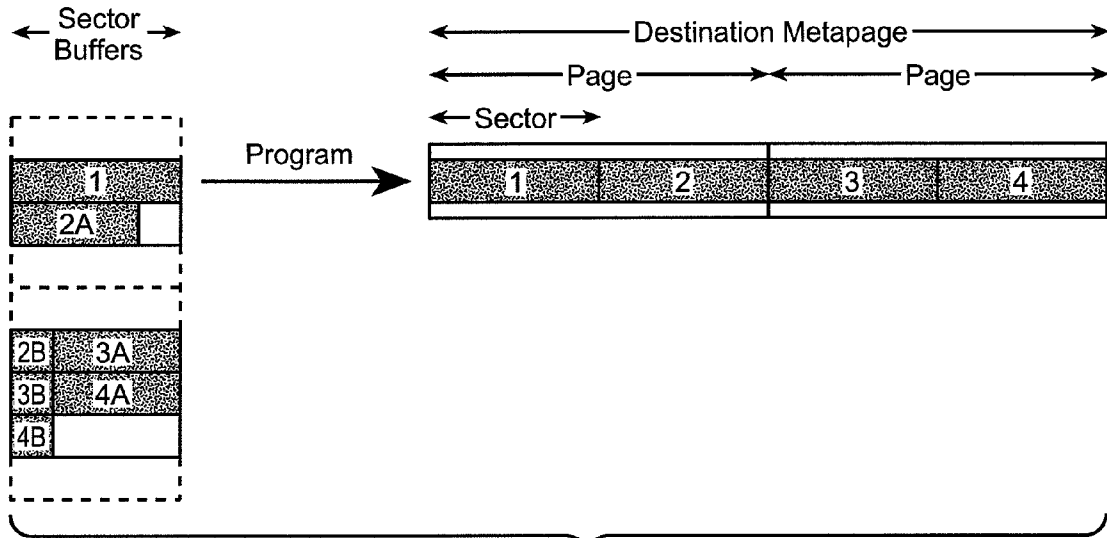 Sector
Buffers
Destination Metapage
Page Page
Sector
Program
1
2A
1 2 3 4
2B 3A
3B 4A
4B